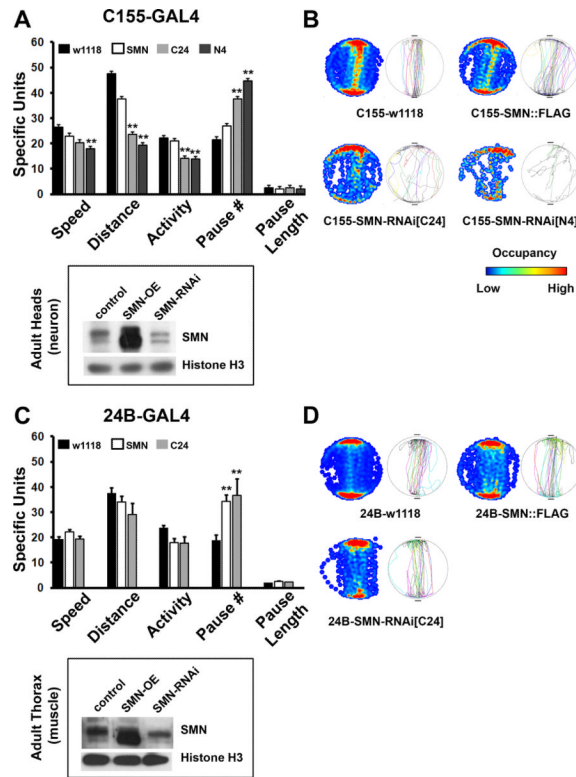 A
C155-GAL4
w1118 SMN C24 N4
Specific Units
60
50
40
30
20
10
0
** ** ** ** ** ** **
Speed
Distance
Activity
Pause #
Pause Length
Adult Heads
(neuron)
control
SMN-OE
SMN-RNAi
SMN
Histone H3
B
C155-w1118
C155-SMN::FLAG
C155-SMN-RNAi[C24]
C155-SMN-RNAi[N4]
Occupancy
Low
High
C
24B-GAL4
w1118 SMN C24
Specific Units
60
50
40
30
20
10
0
** **
Speed
Distance
Activity
Pause #
Pause
Length
Adult Thorax
(muscle)
control
SMN-OE
SMN-RNAi
SMN
Histone H3
D
24B-w1118
24B-SMN::FLAG
24B-SMN-RNAi[C24]